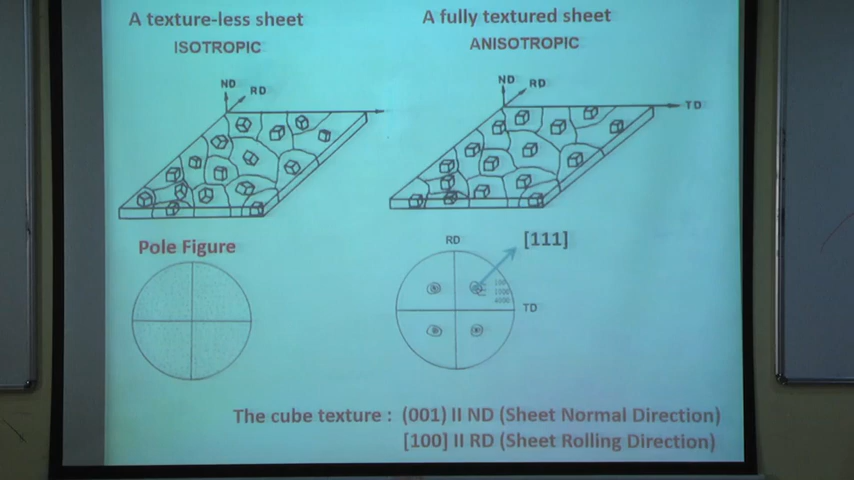 A texture-less sheet
ISOTROPIC
A fully textured sheet
ANISOTROPIC
ND
RD
ND
RD
TD
Pole Figure
RD
[111]
TD
The cube texture : (001) II ND (Sheet Normal Direction)
[100] II RD (Sheet Rolling Direction)